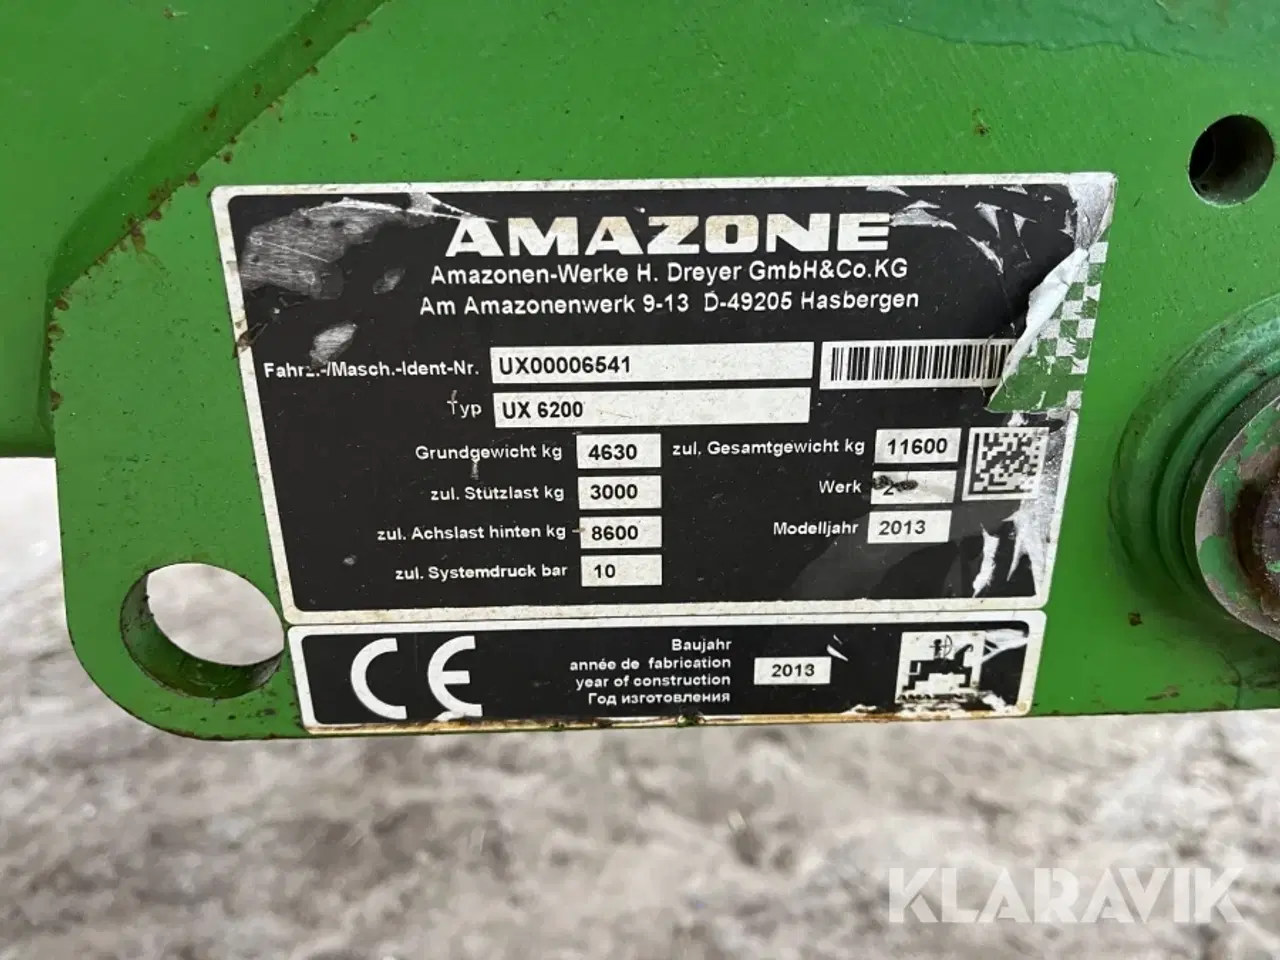 AMAZONE
Amazonen-Werke H. Dreyer GmbH&Co.KG
Am Amazonenwerk 9-13 D-49205 Hasbergen
Fahrz.-/Masch.-Ident-Nr. UX00006541
Typ UX 6200
Grundgewicht kg 4630 zul. Gesamtgewicht kg 11600
zul. Stützlast kg 3000 Werk 2
zul. Achslast hinten kg 8600 Modelljahr 2013
zul. Systemdruck bar 10
CE
Baujahr
année de fabrication
year of construction
Год изготовления
2013
KLARAVIK